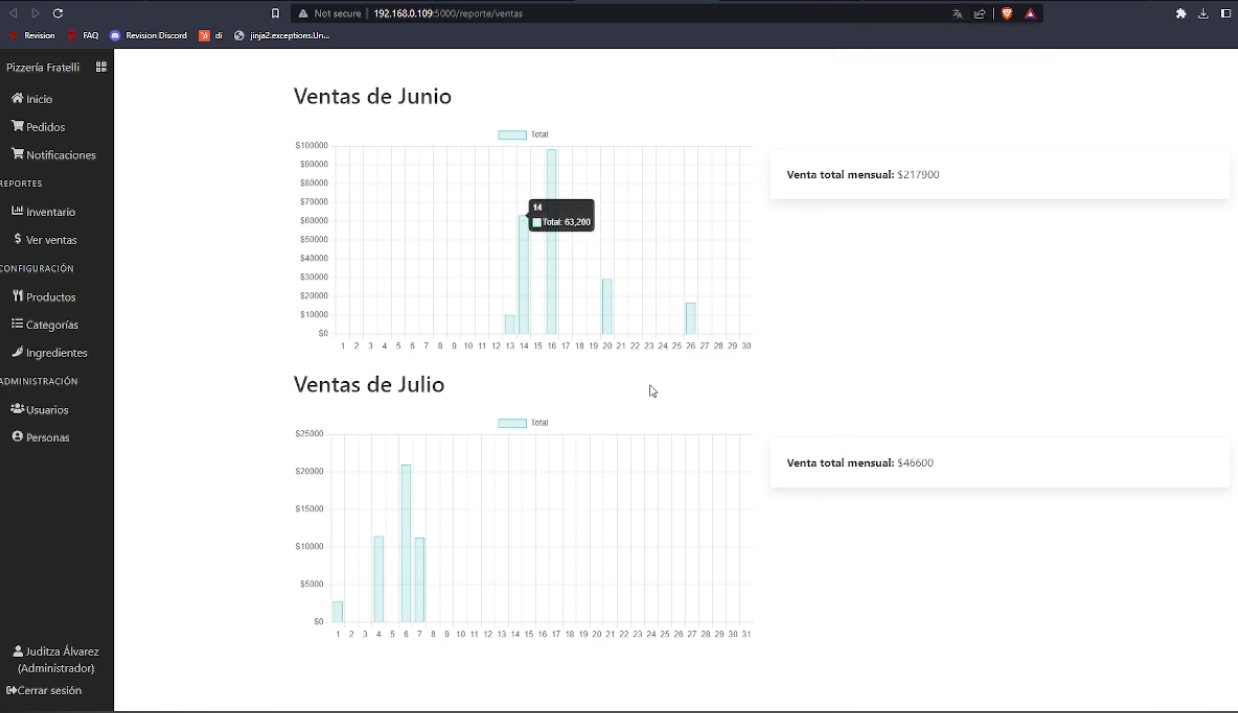 Not secure 192.168.0.109:5000/reporte/ventas
Revision FAQ Revision Discord di jinja2.exceptions.Un...
Pizzería Fratelli
Inicio
Pedidos
Notificaciones
REPORTES
Inventario
Ver ventas
CONFIGURACIÓN
Productos
Categorías
Ingredientes
ADMINISTRACIÓN
Usuarios
Personas
Juditza Álvarez
(Administrador)
Cerrar sesión
Ventas de Junio
Total
$100000
$90000
$80000
$70000
$60000
$50000
$40000
$30000
$20000
$10000
$0
14
Total: 63,200
1 2 3 4 5 6 7 8 9 10 11 12 13 14 15 16 17 18 19 20 21 22 23 24 25 26 27 28 29 30
Venta total mensual: $217900
Ventas de Julio
Total
$25000
$20000
$15000
$10000
$5000
$0
1 2 3 4 5 6 7 8 9 10 11 12 13 14 15 16 17 18 19 20 21 22 23 24 25 26 27 28 29 30 31
Venta total mensual: $46600